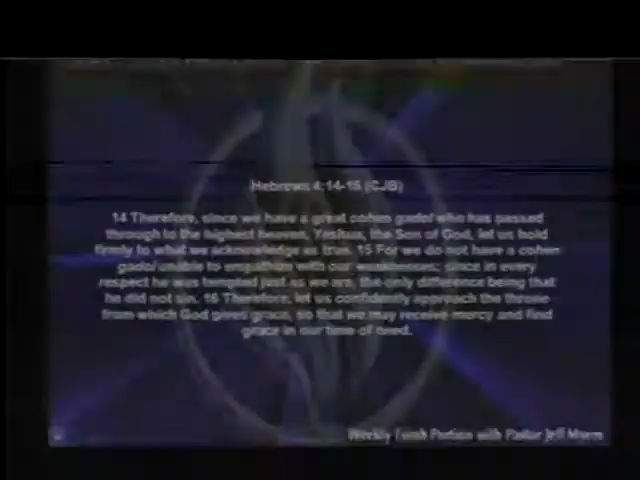 Hebrews 4:14-16 (CJB)
14 Therefore, since we have a great cohen gadol who has passed
through to the highest heaven, Yeshua, the Son of God, let us hold
firmly to what we acknowledge as true. 15 For we do not have a cohen
gadol unable to empathize with our weaknesses; since in every
respect he was tempted just as we are, the only difference being that
he did not sin. 16 Therefore, let us confidently approach the throne
from which God gives grace, so that we may receive mercy and find
grace in our time of need.
Weekly Torah Portion with Pastor Jeff